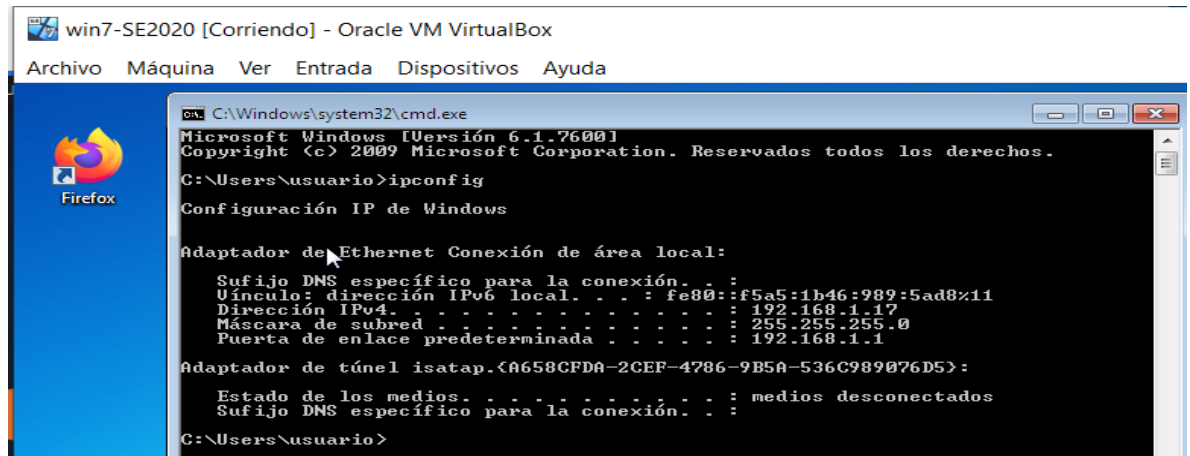 win7-SE2020 [Corriendo] - Oracle VM VirtualBox
Archivo Máquina Ver Entrada Dispositivos Ayuda
C:\Windows\system32\cmd.exe
Microsoft Windows [Versión 6.1.7600]
Copyright (c) 2009 Microsoft Corporation. Reservados todos los derechos.
C:\Users\usuario>ipconfig
Firefox
Configuración IP de Windows
Adaptador de Ethernet Conexión de área local:
Sufijo DNS específico para la conexión. . :
Vínculo: dirección IPv6 local. . . : fe80::f5a5:1b46:989:5ad8%11
Dirección IPv4. . . . . . . . . . . . . . : 192.168.1.17
Máscara de subred . . . . . . . . . . . . : 255.255.255.0
Puerta de enlace predeterminada . . . . . : 192.168.1.1
Adaptador de túnel isatap.{A658CFDA-2CEF-4786-9B5A-536C989076D5}:
Estado de los medios. . . . . . . . . . . : medios desconectados
Sufijo DNS específico para la conexión. . :
C:\Users\usuario>